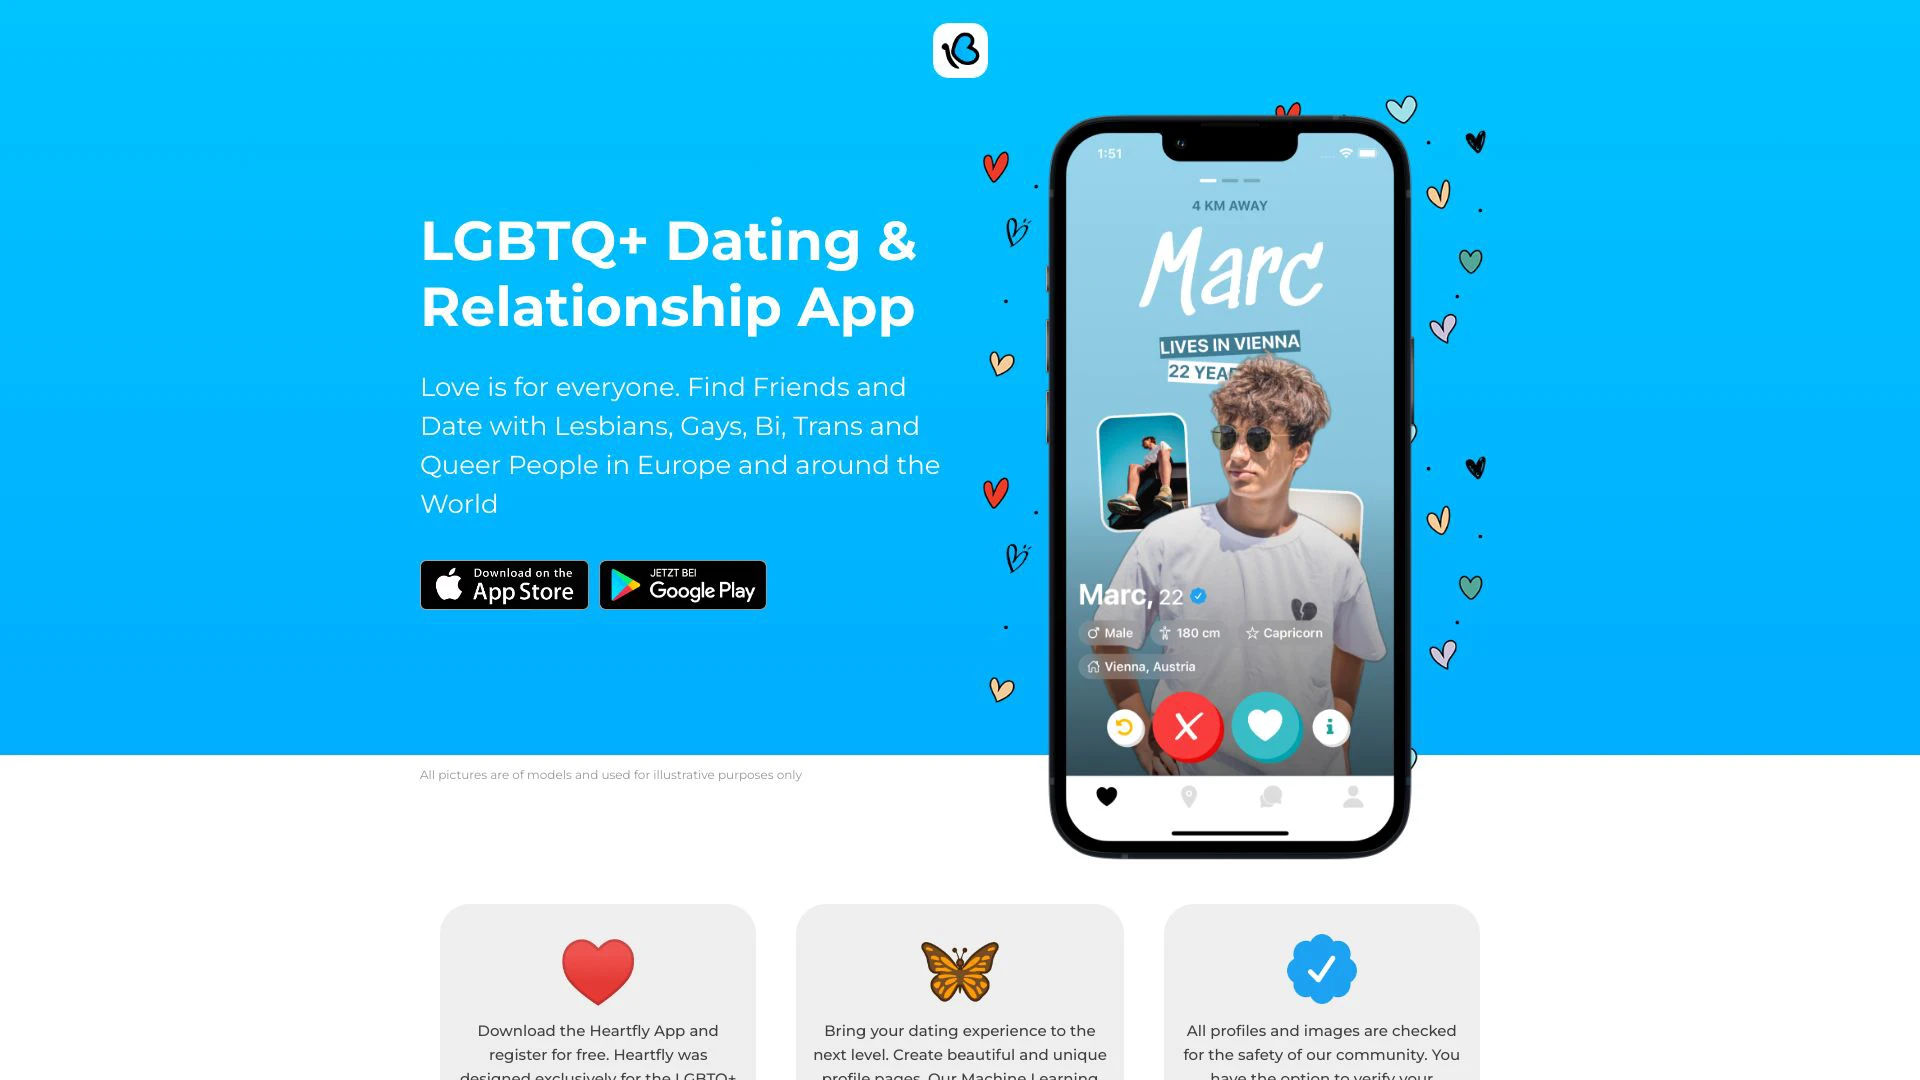 1:51
4 KM AWAY
Marc
LIVES IN VIENNA
22 YEA
LGBTQ+ Dating &
Relationship App
Love is for everyone. Find Friends and
Date with Lesbians, Gays, Bi, Trans and
Queer People in Europe and around the
World
Download on the
App Store
JETZT BEI
Google Play
Marc, 22
Male
180 cm
Capricorn
Vienna, Austria
All pictures are of models and used for illustrative purposes only
Download the Heartfly App and
register for free. Heartfly was
designed exclusively for the LGBTQ+
Bring your dating experience to the
next level. Create beautiful and unique
profile pages. Our Machine Learning
All profiles and images are checked
for the safety of our community. You
have the option to verify your